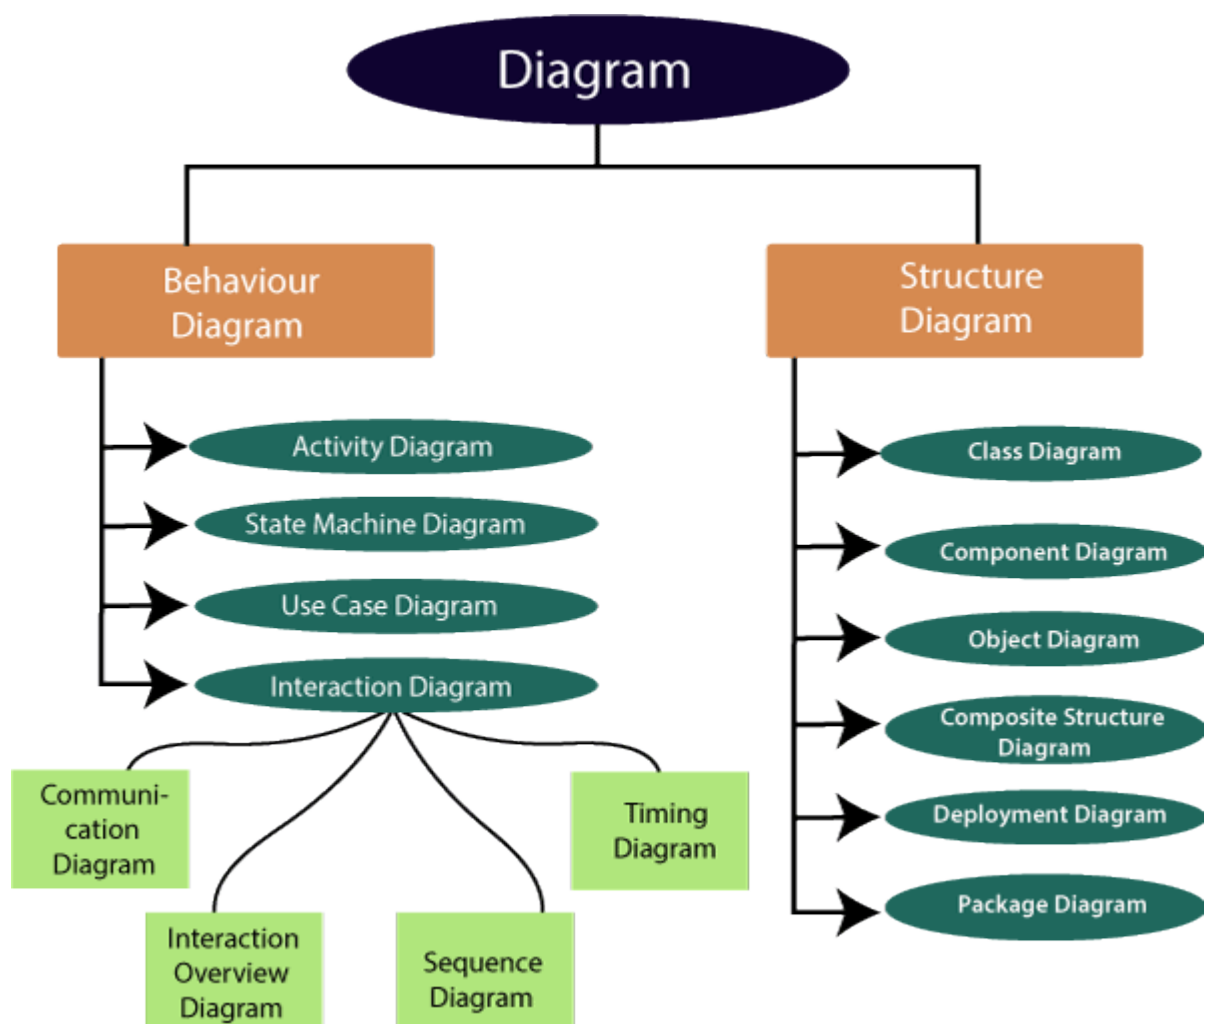 Diagram
Behaviour
Diagram
Structure
Diagram
Activity Diagram
State Machine Diagram
Use Case Diagram
Interaction Diagram
Communi-
cation
Diagram
Interaction
Overview
Diagram
Sequence
Diagram
Timing
Diagram
Class Diagram
Component Diagram
Object Diagram
Composite Structure
Diagram
Deployment Diagram
Package Diagram